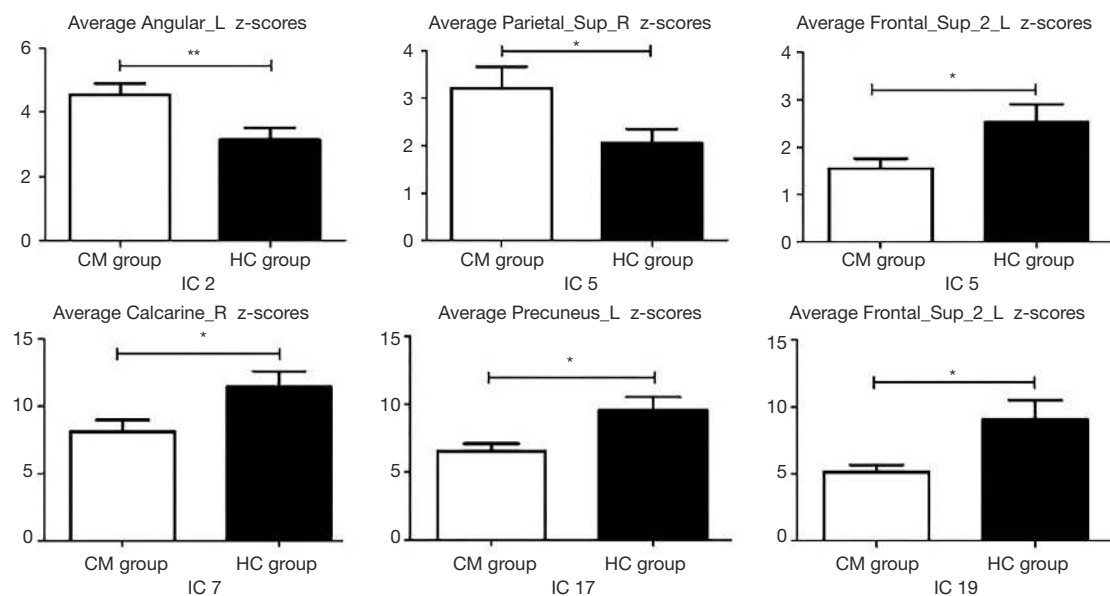 Average Angular_L z-scores
6
4
2
0
**
CM group HC group
IC 2
Average Parietal_Sup_R z-scores
4
3
2
1
0
*
CM group HC group
IC 5
Average Frontal_Sup_2_L z-scores
4
3
2
1
0
*
CM group HC group
IC 5
Average Calcarine_R z-scores
15
10
5
0
*
CM group HC group
IC 7
Average Precuneus_L z-scores
15
10
5
0
*
CM group HC group
IC 17
Average Frontal_Sup_2_L z-scores
15
10
5
0
*
CM group HC group
IC 19